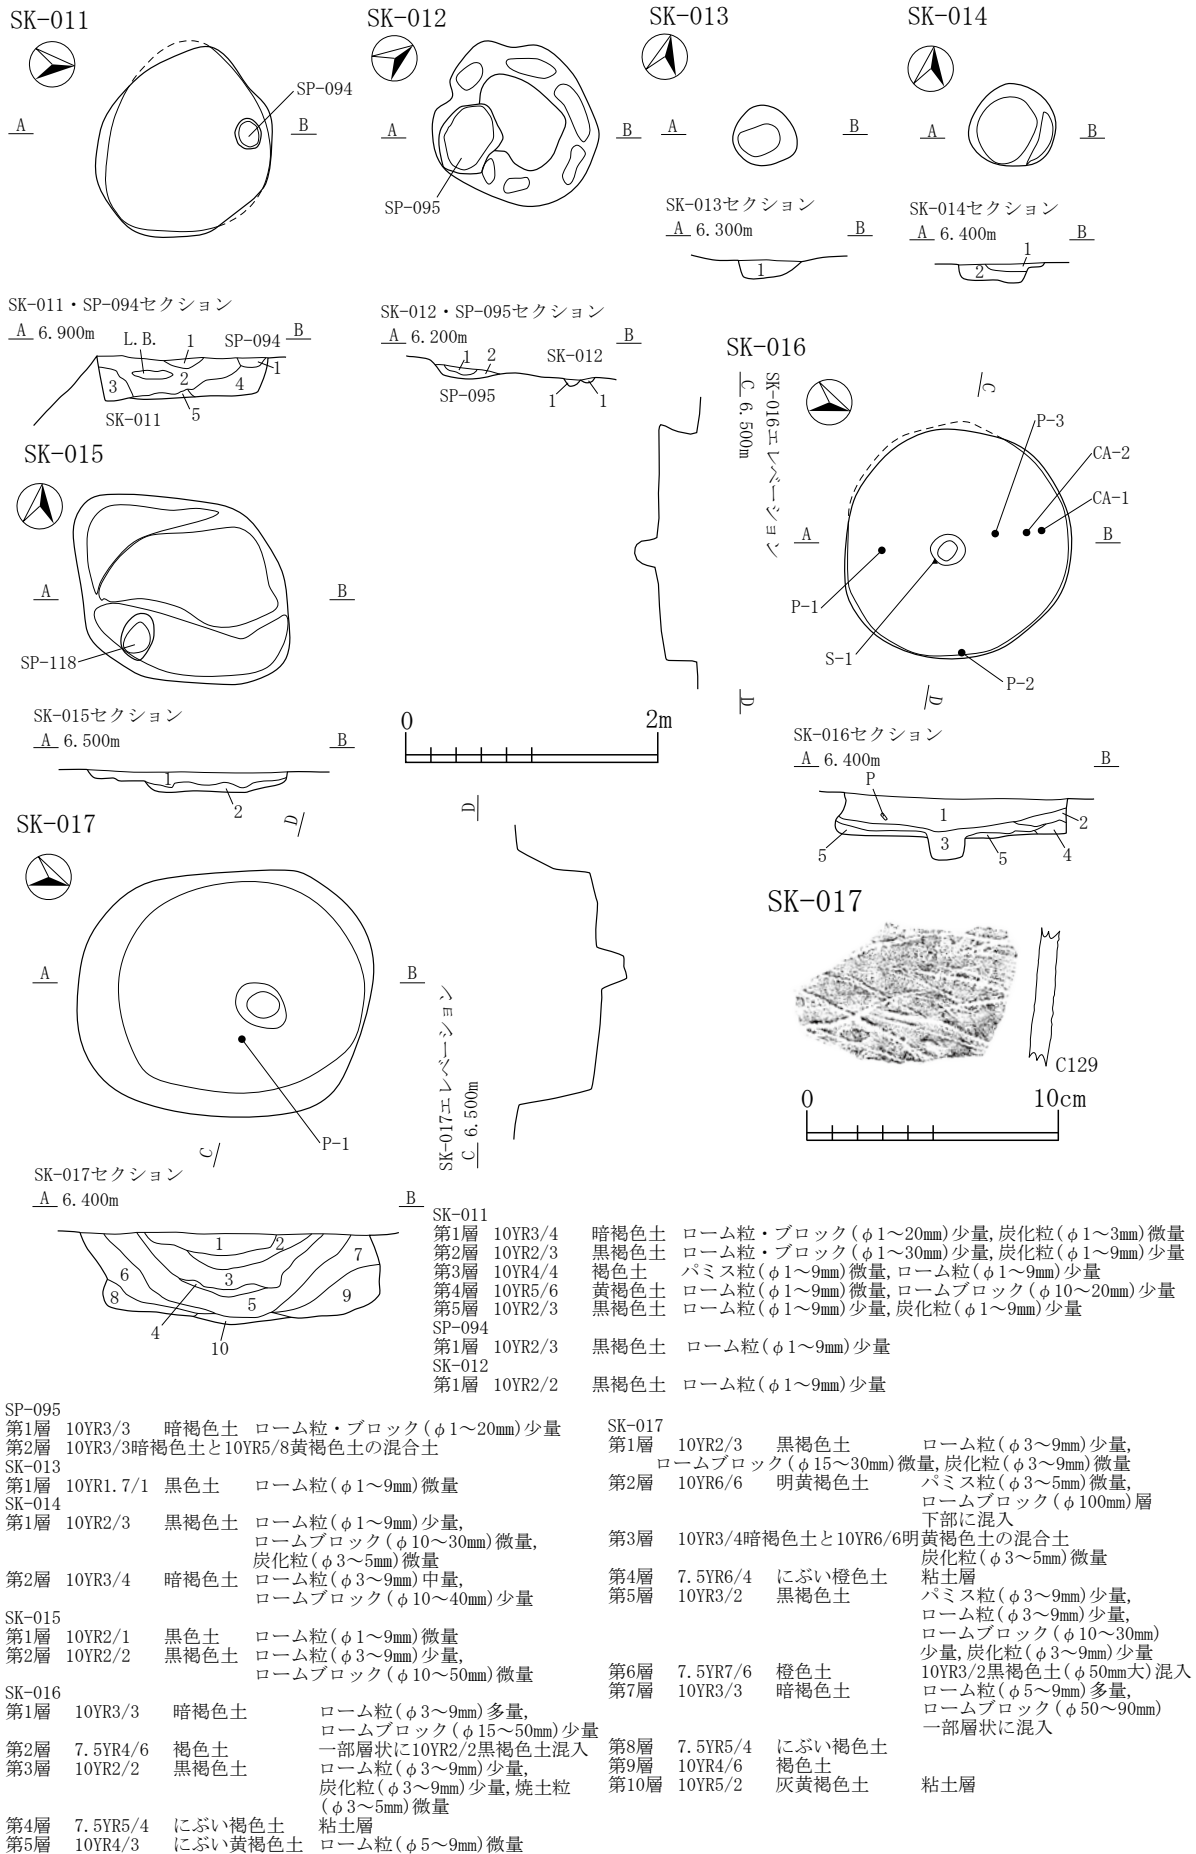 SK-011
SK-012
SK-013
SK-014
SP-094
A
B
A
B
SP-095
A
B
A
B
SK-013セクション
A 6.300m
B
1
SK-014セクション
A 6.400m
B
1
2
SK-011・SP-094セクション
A 6.900m
B
L.B.
1
SP-094
3
2
4
1
5
SK-011
SK-012・SP-095セクション
A 6.200m
B
1
2
SK-012
SP-095
1
1
SK-016
SK-016エレベーション
C 6.500m
D
C
P-3
CA-2
CA-1
A
B
P-1
S-1
P-2
D
SK-015
A
B
SP-118
SK-015セクション
A 6.500m
B
1
2
0
2m
SK-016セクション
A 6.400m
B
P
1
2
3
5
5
4
SK-017
D
A
B
P-1
C
D
SK-017エレベーション
C 6.500m
SK-017
C129
0
10cm
SK-017セクション
A 6.400m
B
1
2
3
7
6
8
5
9
4
10
SK-011
第1層 10YR3/4 暗褐色土 ローム粒・ブロック(φ1～20㎜)少量,炭化粒(φ1～3㎜)微量
第2層 10YR2/3 黒褐色土 ローム粒・ブロック(φ1～30㎜)少量,炭化粒(φ1～9㎜)少量
第3層 10YR4/4 褐色土 パミス粒(φ1～9㎜)微量,ローム粒(φ1～9㎜)少量
第4層 10YR5/6 黄褐色土 ローム粒(φ1～9㎜)微量,ロームブロック(φ10～20㎜)少量
第5層 10YR2/3 黒褐色土 ローム粒(φ1～9㎜)少量,炭化粒(φ1～9㎜)少量
SP-094
第1層 10YR2/3 黒褐色土 ローム粒(φ1～9㎜)少量
SK-012
第1層 10YR2/2 黒褐色土 ローム粒(φ1～9㎜)少量
SP-095
第1層 10YR3/3 暗褐色土 ローム粒・ブロック(φ1～20㎜)少量
第2層 10YR3/3暗褐色土と10YR5/8黄褐色土の混合土
SK-013
第1層 10YR1.7/1 黒色土 ローム粒(φ1～9㎜)微量
SK-014
第1層 10YR2/3 黒褐色土 ローム粒(φ1～9㎜)少量,
ロームブロック(φ10～30㎜)微量,
炭化粒(φ3～5㎜)微量
第2層 10YR3/4 暗褐色土 ローム粒(φ3～9㎜)中量,
ロームブロック(φ10～40㎜)少量
SK-015
第1層 10YR2/1 黒色土 ローム粒(φ1～9㎜)微量
第2層 10YR2/2 黒褐色土 ローム粒(φ3～9㎜)少量,
ロームブロック(φ10～50㎜)微量
SK-016
第1層 10YR3/3 暗褐色土 ローム粒(φ3～9㎜)多量,
ロームブロック(φ15～50㎜)少量
第2層 7.5YR4/6 褐色土 一部層状に10YR2/2黒褐色土混入
第3層 10YR2/2 黒褐色土 ローム粒(φ3～9㎜)少量,
炭化粒(φ3～9㎜)少量,焼土粒
(φ3～5㎜)微量
第4層 7.5YR5/4 にぶい褐色土 粘土層
第5層 10YR4/3 にぶい黄褐色土 ローム粒(φ5～9㎜)微量
SK-017
第1層 10YR2/3 黒褐色土 ローム粒(φ3～9㎜)少量,
ロームブロック(φ15～30㎜)微量,炭化粒(φ3～9㎜)微量
第2層 10YR6/6 明黄褐色土 パミス粒(φ3～5㎜)微量,
ロームブロック(φ100㎜)層
下部に混入
第3層 10YR3/4暗褐色土と10YR6/6明黄褐色土の混合土
炭化粒(φ3～5㎜)微量
第4層 7.5YR6/4 にぶい橙色土 粘土層
第5層 10YR3/2 黒褐色土 パミス粒(φ3～9㎜)少量,
ローム粒(φ3～9㎜)少量,
ロームブロック(φ10～30㎜)
少量,炭化粒(φ3～9㎜)少量
第6層 7.5YR7/6 橙色土 10YR3/2黒褐色土(φ50㎜大)混入
第7層 10YR3/3 暗褐色土 ローム粒(φ5～9㎜)多量,
ロームブロック(φ50～90㎜)
一部層状に混入
第8層 7.5YR5/4 にぶい褐色土
第9層 10YR4/6 褐色土
第10層 10YR5/2 灰黄褐色土 粘土層